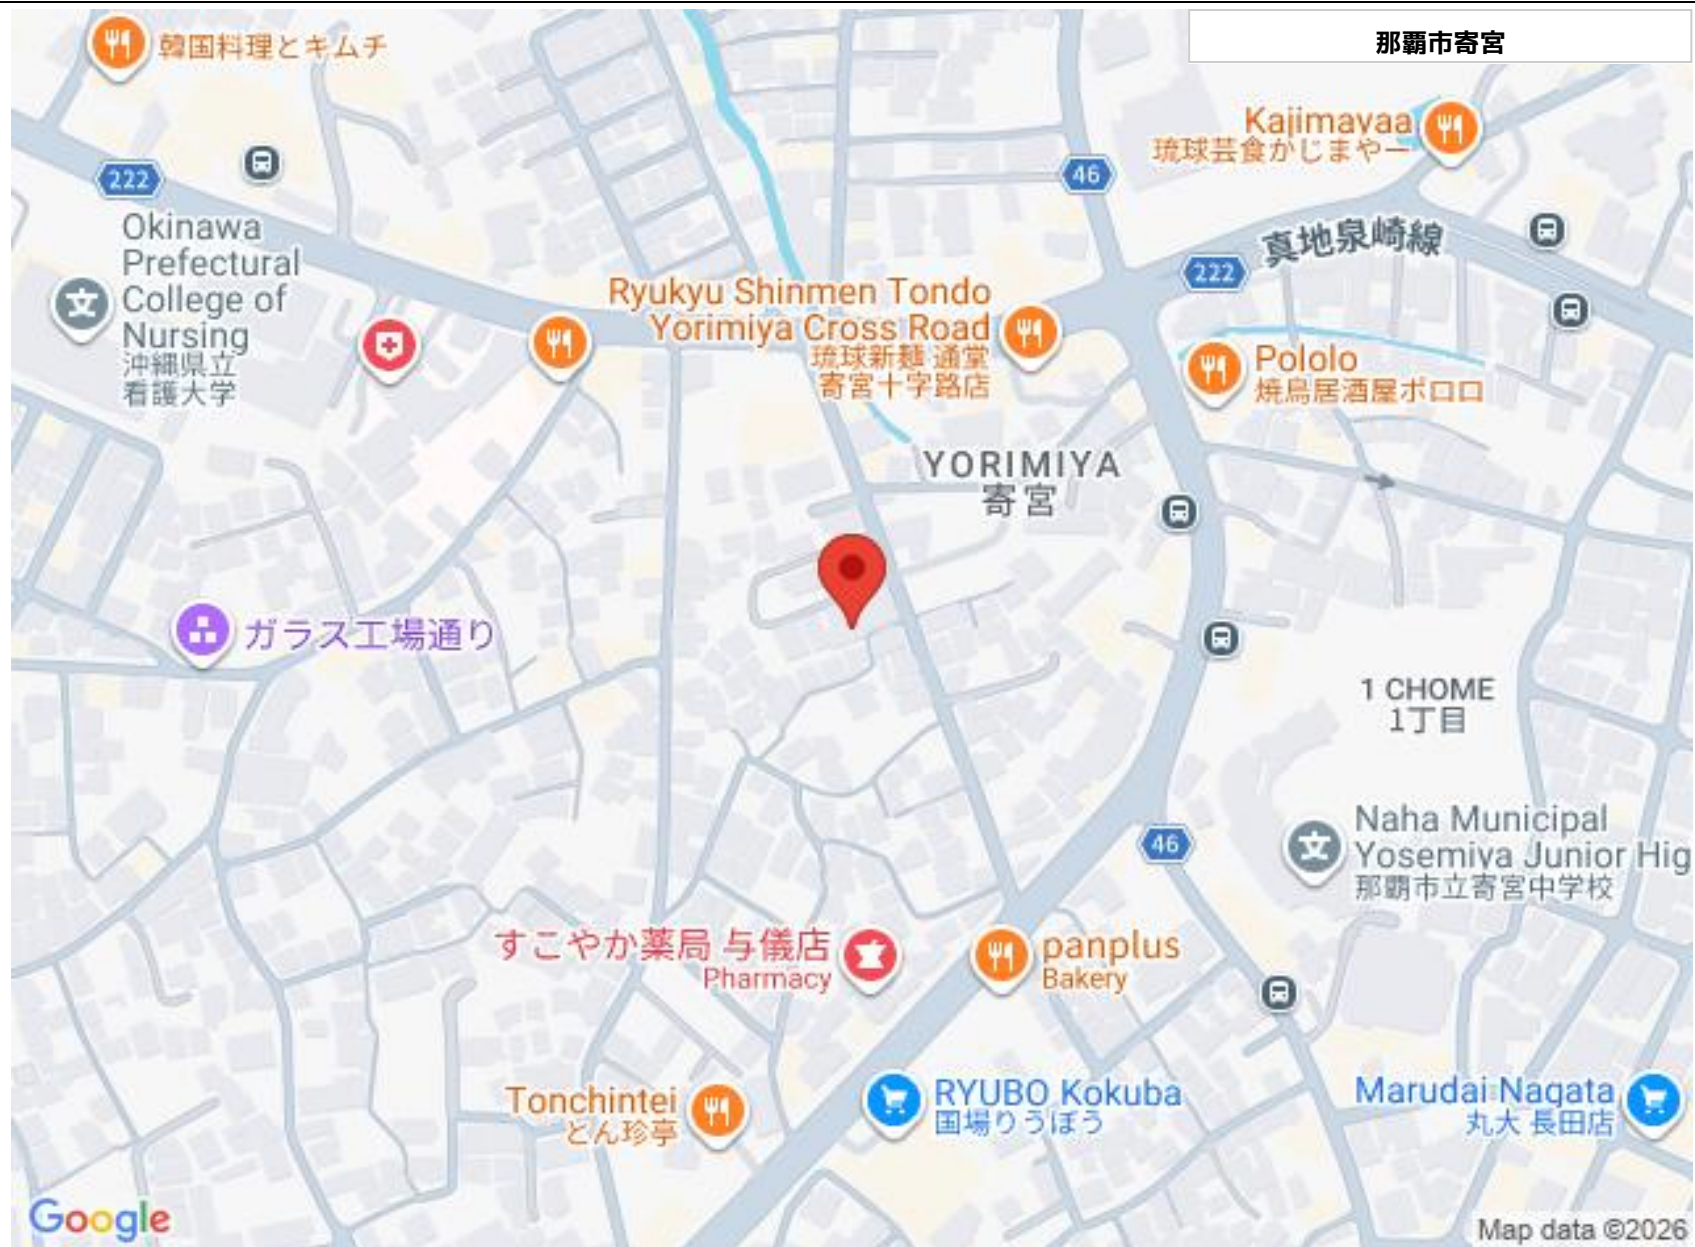 那覇市寄宮
韓国料理とキムチ
Kajimayaa
琉球芸食かじまやー
222
46
Okinawa
Prefectural
College of
Nursing
沖縄県立
看護大学
真地泉崎線
222
Ryukyu Shinmen Tondo
Yorimiya Cross Road
琉球新麺 通堂
寄宮十字路店
Pololo
焼鳥居酒屋ポロロ
YORIMIYA
寄宮
ガラス工場通り
1 CHOME
1丁目
Naha Municipal
Yosemiya Junior Hig
那覇市立寄宮中学校
46
すこやか薬局 与儀店
Pharmacy
panplus
Bakery
Tonchintei
とん珍亭
RYUBO Kokuba
国場りうぼう
Marudai Nagata
丸大 長田店
Google
Map data ©2026